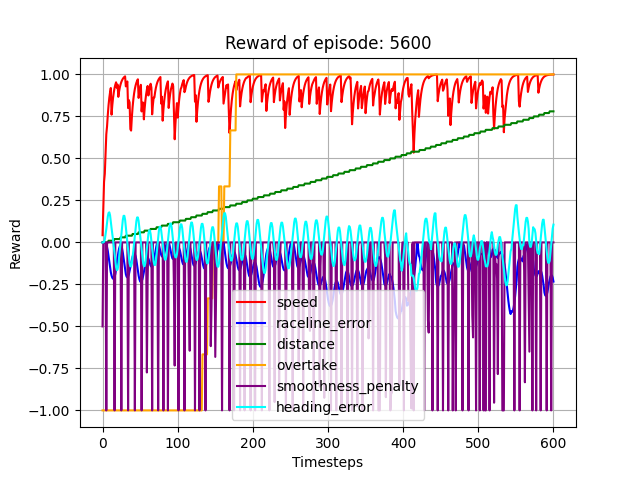 Reward of episode: 5600
1.00
0.75
0.50
0.25
0.00
−0.25
−0.50
−0.75
−1.00
Reward
speed
raceline_error
distance
overtake
smoothness_penalty
heading_error
0 100 200 300 400 500 600
Timesteps